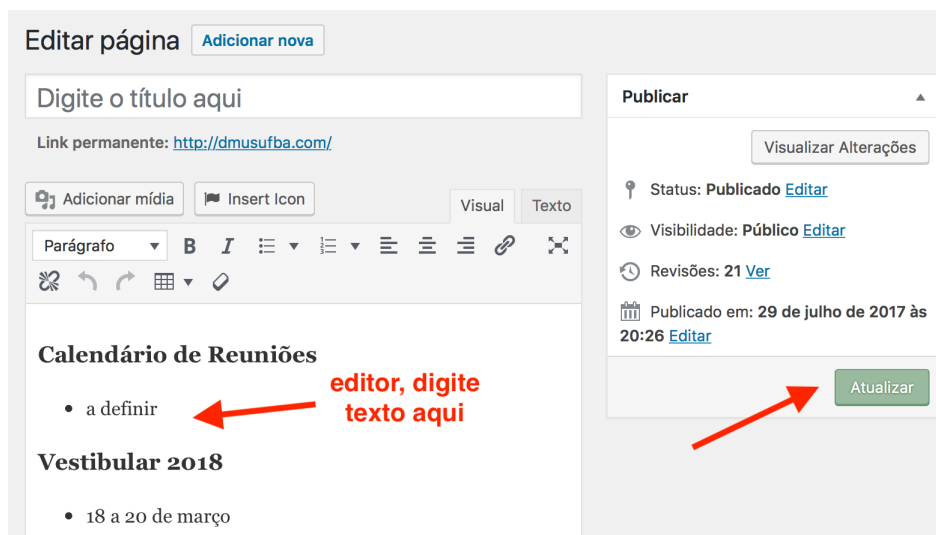 Editar página Adicionar nova
Digite o título aqui
Link permanente: http://dmusufba.com/
Adicionar mídia Insert Icon
Visual Texto
Parágrafo B I
Calendário de Reuniões
a definir
editor, digite
texto aqui
Vestibular 2018
18 a 20 de março
Publicar
Visualizar Alterações
Status: Publicado Editar
Visibilidade: Público Editar
Revisões: 21 Ver
Publicado em: 29 de julho de 2017 às
20:26 Editar
Atualizar